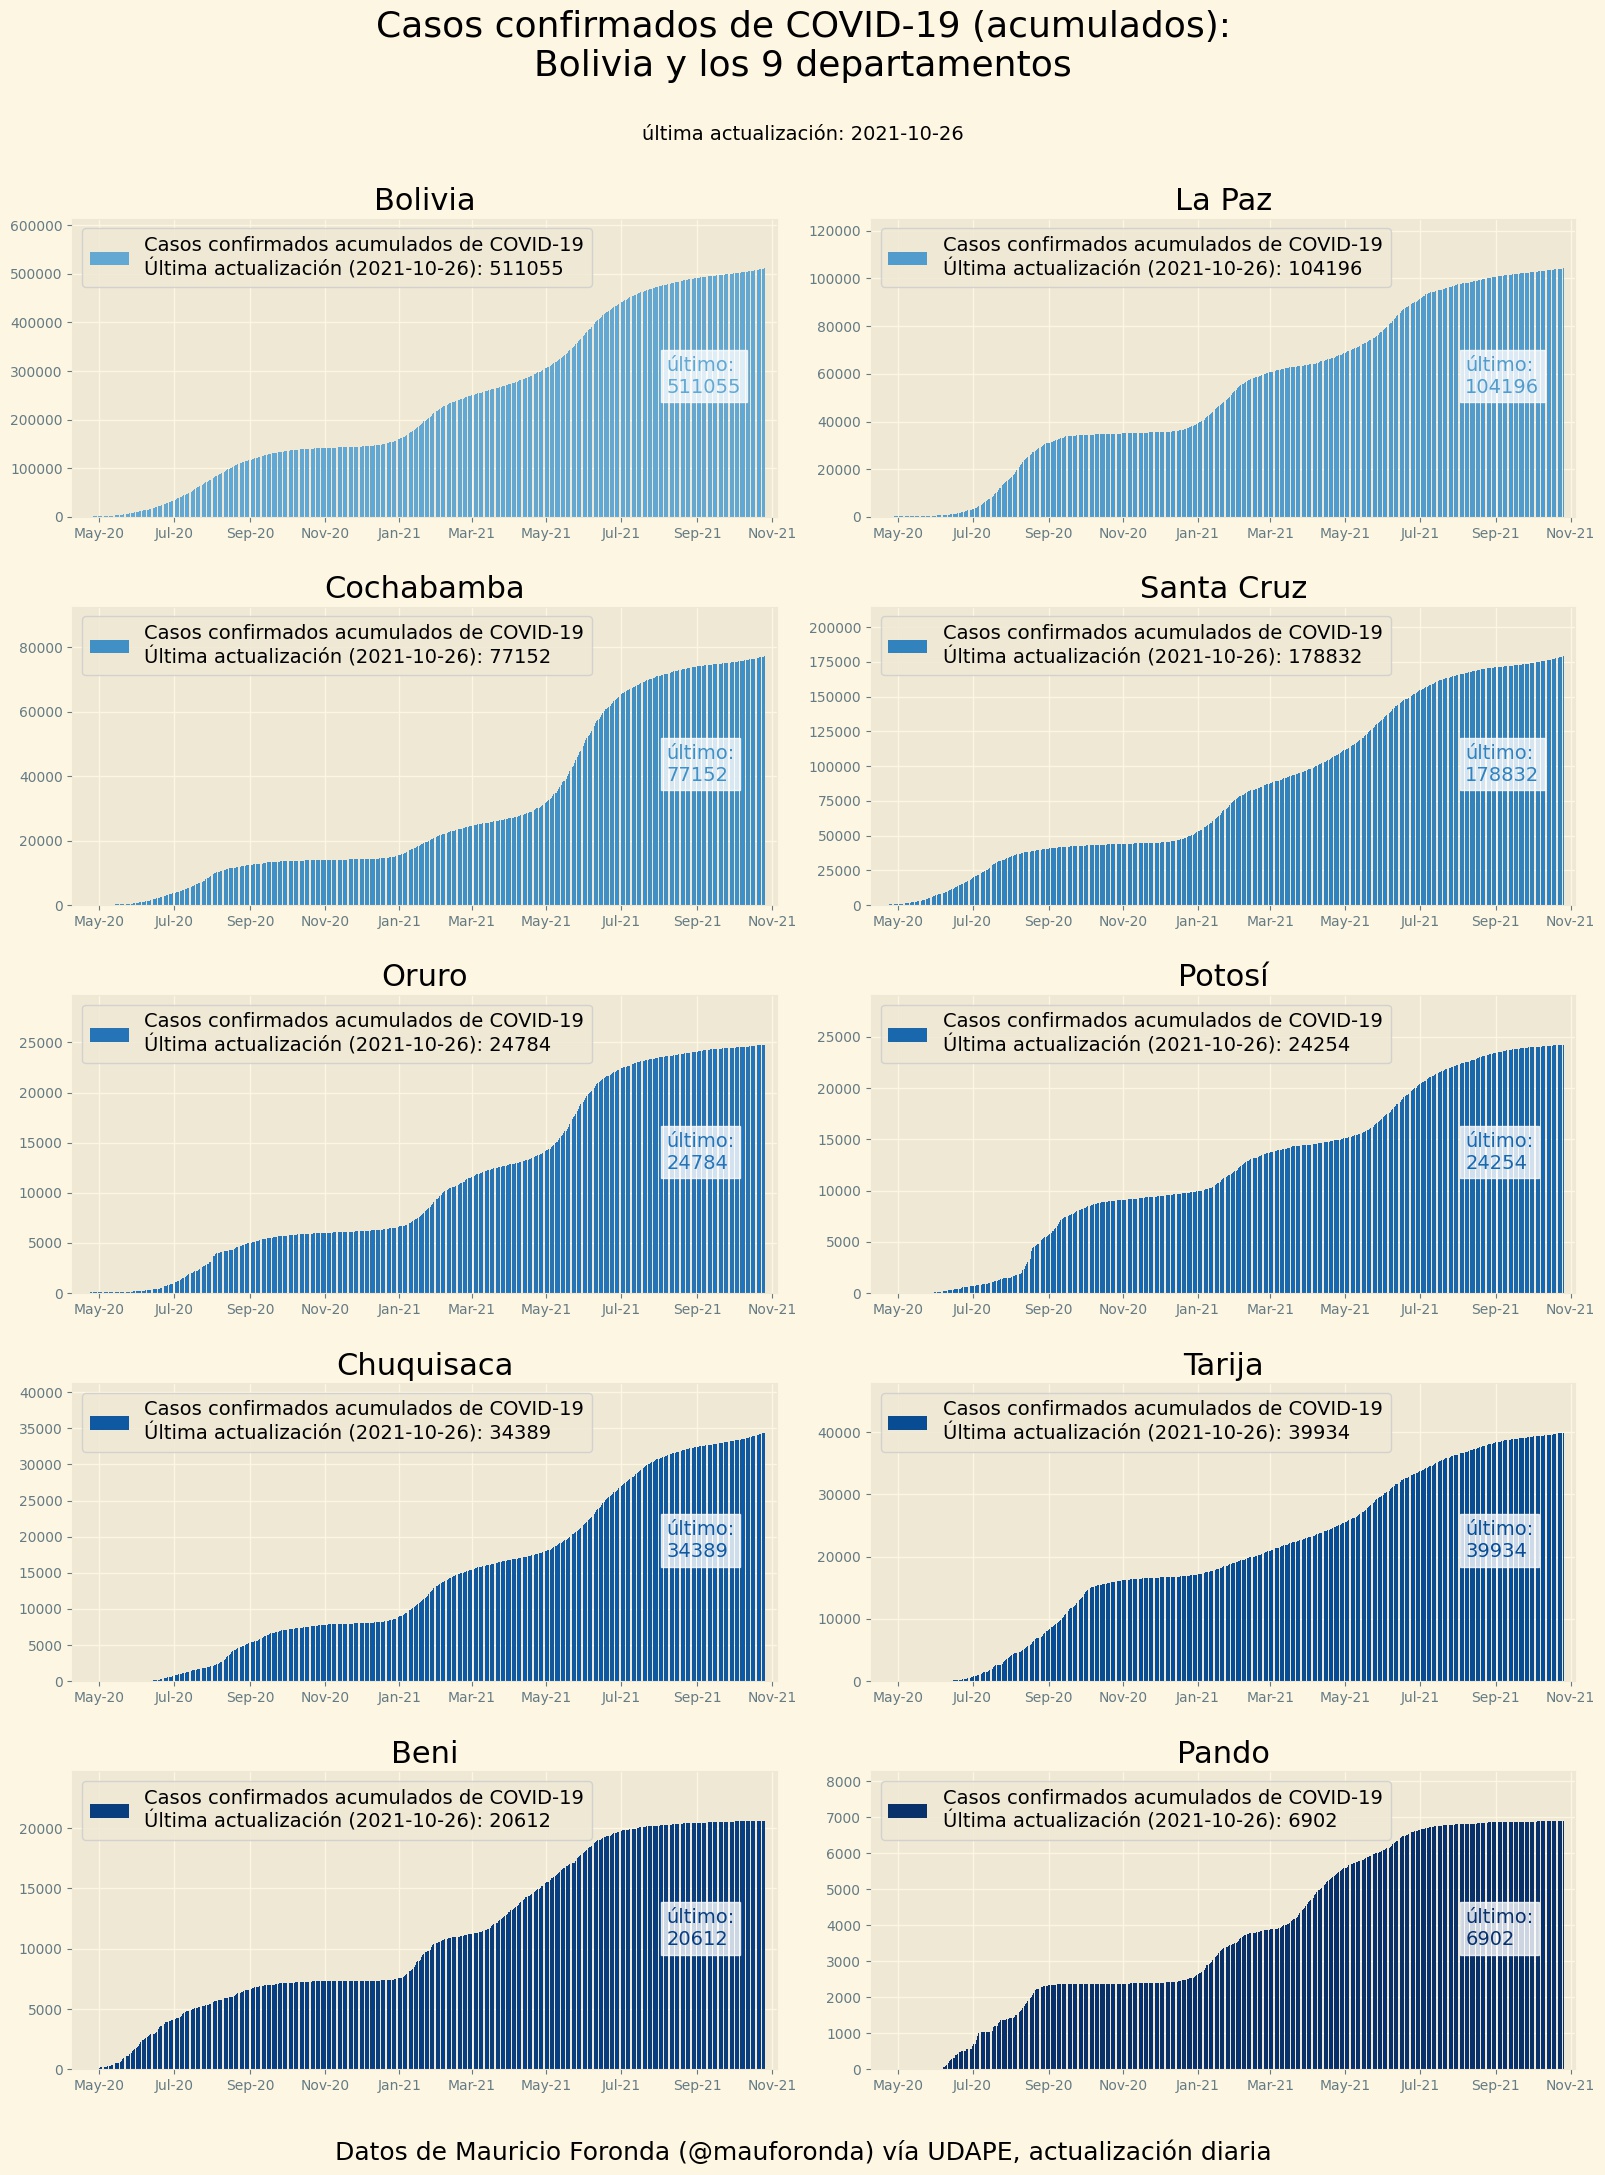 Casos confirmados de COVID-19 (acumulados):
Bolivia y los 9 departamentos
última actualización: 2021-10-26
Bolivia
600000
500000
400000
300000
200000
100000
0
Casos confirmados acumulados de COVID-19
Última actualización (2021-10-26): 511055
último:
511055
May-20 Jul-20 Sep-20 Nov-20 Jan-21 Mar-21 May-21 Jul-21 Sep-21 Nov-21
La Paz
120000
100000
80000
60000
40000
20000
0
Casos confirmados acumulados de COVID-19
Última actualización (2021-10-26): 104196
último:
104196
May-20 Jul-20 Sep-20 Nov-20 Jan-21 Mar-21 May-21 Jul-21 Sep-21 Nov-21
Cochabamba
80000
60000
40000
20000
0
Casos confirmados acumulados de COVID-19
Última actualización (2021-10-26): 77152
último:
77152
May-20 Jul-20 Sep-20 Nov-20 Jan-21 Mar-21 May-21 Jul-21 Sep-21 Nov-21
Santa Cruz
200000
175000
150000
125000
100000
75000
50000
25000
0
Casos confirmados acumulados de COVID-19
Última actualización (2021-10-26): 178832
último:
178832
May-20 Jul-20 Sep-20 Nov-20 Jan-21 Mar-21 May-21 Jul-21 Sep-21 Nov-21
Oruro
25000
20000
15000
10000
5000
0
Casos confirmados acumulados de COVID-19
Última actualización (2021-10-26): 24784
último:
24784
May-20 Jul-20 Sep-20 Nov-20 Jan-21 Mar-21 May-21 Jul-21 Sep-21 Nov-21
Potosí
25000
20000
15000
10000
5000
0
Casos confirmados acumulados de COVID-19
Última actualización (2021-10-26): 24254
último:
24254
May-20 Jul-20 Sep-20 Nov-20 Jan-21 Mar-21 May-21 Jul-21 Sep-21 Nov-21
Chuquisaca
40000
35000
30000
25000
20000
15000
10000
5000
0
Casos confirmados acumulados de COVID-19
Última actualización (2021-10-26): 34389
último:
34389
May-20 Jul-20 Sep-20 Nov-20 Jan-21 Mar-21 May-21 Jul-21 Sep-21 Nov-21
Tarija
40000
30000
20000
10000
0
Casos confirmados acumulados de COVID-19
Última actualización (2021-10-26): 39934
último:
39934
May-20 Jul-20 Sep-20 Nov-20 Jan-21 Mar-21 May-21 Jul-21 Sep-21 Nov-21
Beni
20000
15000
10000
5000
0
Casos confirmados acumulados de COVID-19
Última actualización (2021-10-26): 20612
último:
20612
May-20 Jul-20 Sep-20 Nov-20 Jan-21 Mar-21 May-21 Jul-21 Sep-21 Nov-21
Pando
8000
7000
6000
5000
4000
3000
2000
1000
0
Casos confirmados acumulados de COVID-19
Última actualización (2021-10-26): 6902
último:
6902
May-20 Jul-20 Sep-20 Nov-20 Jan-21 Mar-21 May-21 Jul-21 Sep-21 Nov-21
Datos de Mauricio Foronda (@mauforonda) vía UDAPE, actualización diaria